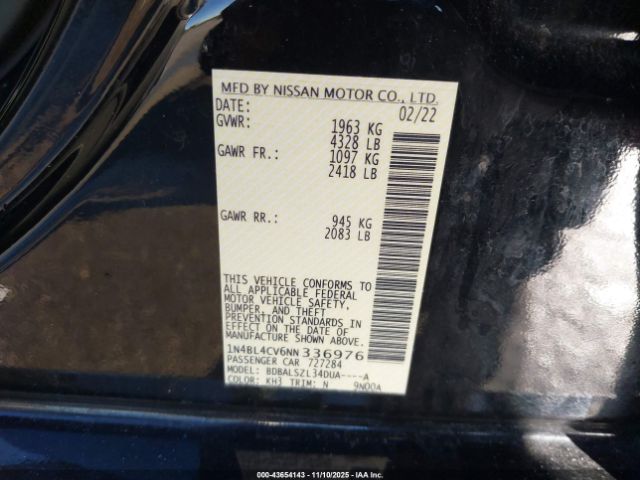 MFD BY NISSAN MOTOR CO., LTD.
DATE: 02/22
GVWR: 1963 KG
4328 LB
GAWR FR.: 1097 KG
2418 LB
GAWR RR.: 945 KG
2083 LB
THIS VEHICLE CONFORMS TO
ALL APPLICABLE FEDERAL
MOTOR VEHICLE SAFETY,
BUMPER, AND THEFT
PREVENTION STANDARDS IN
EFFECT ON THE DATE OF
MANUFACTURE SHOWN ABOVE.
1N4BL4CV6NN336976
PASSENGER CAR 727284
MODEL: BDBALSZL34DUA----A
COLOR: KH3 TRIM: N 9N00A
000-43654143 - 11/10/2025 - IAA Inc.